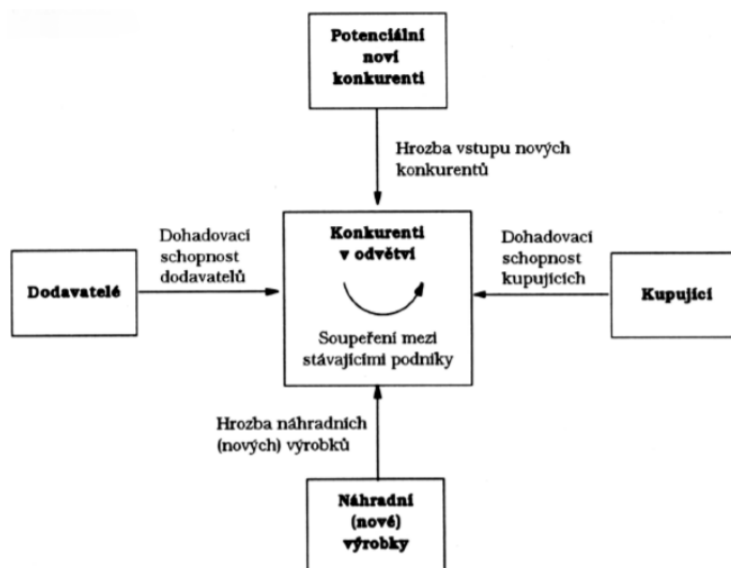 Potenciální
noví
konkurenti
Hrozba vstupu nových
konkurentů
Dohadovací
schopnost
dodavatelů
Dodavatelé
Konkurenti
v odvětví
Soupeření mezi
stávajícími podniky
Dohadovací
schopnost
kupujících
Kupující
Hrozba náhradních
(nových) výrobků
Náhradní
(nové)
výrobky